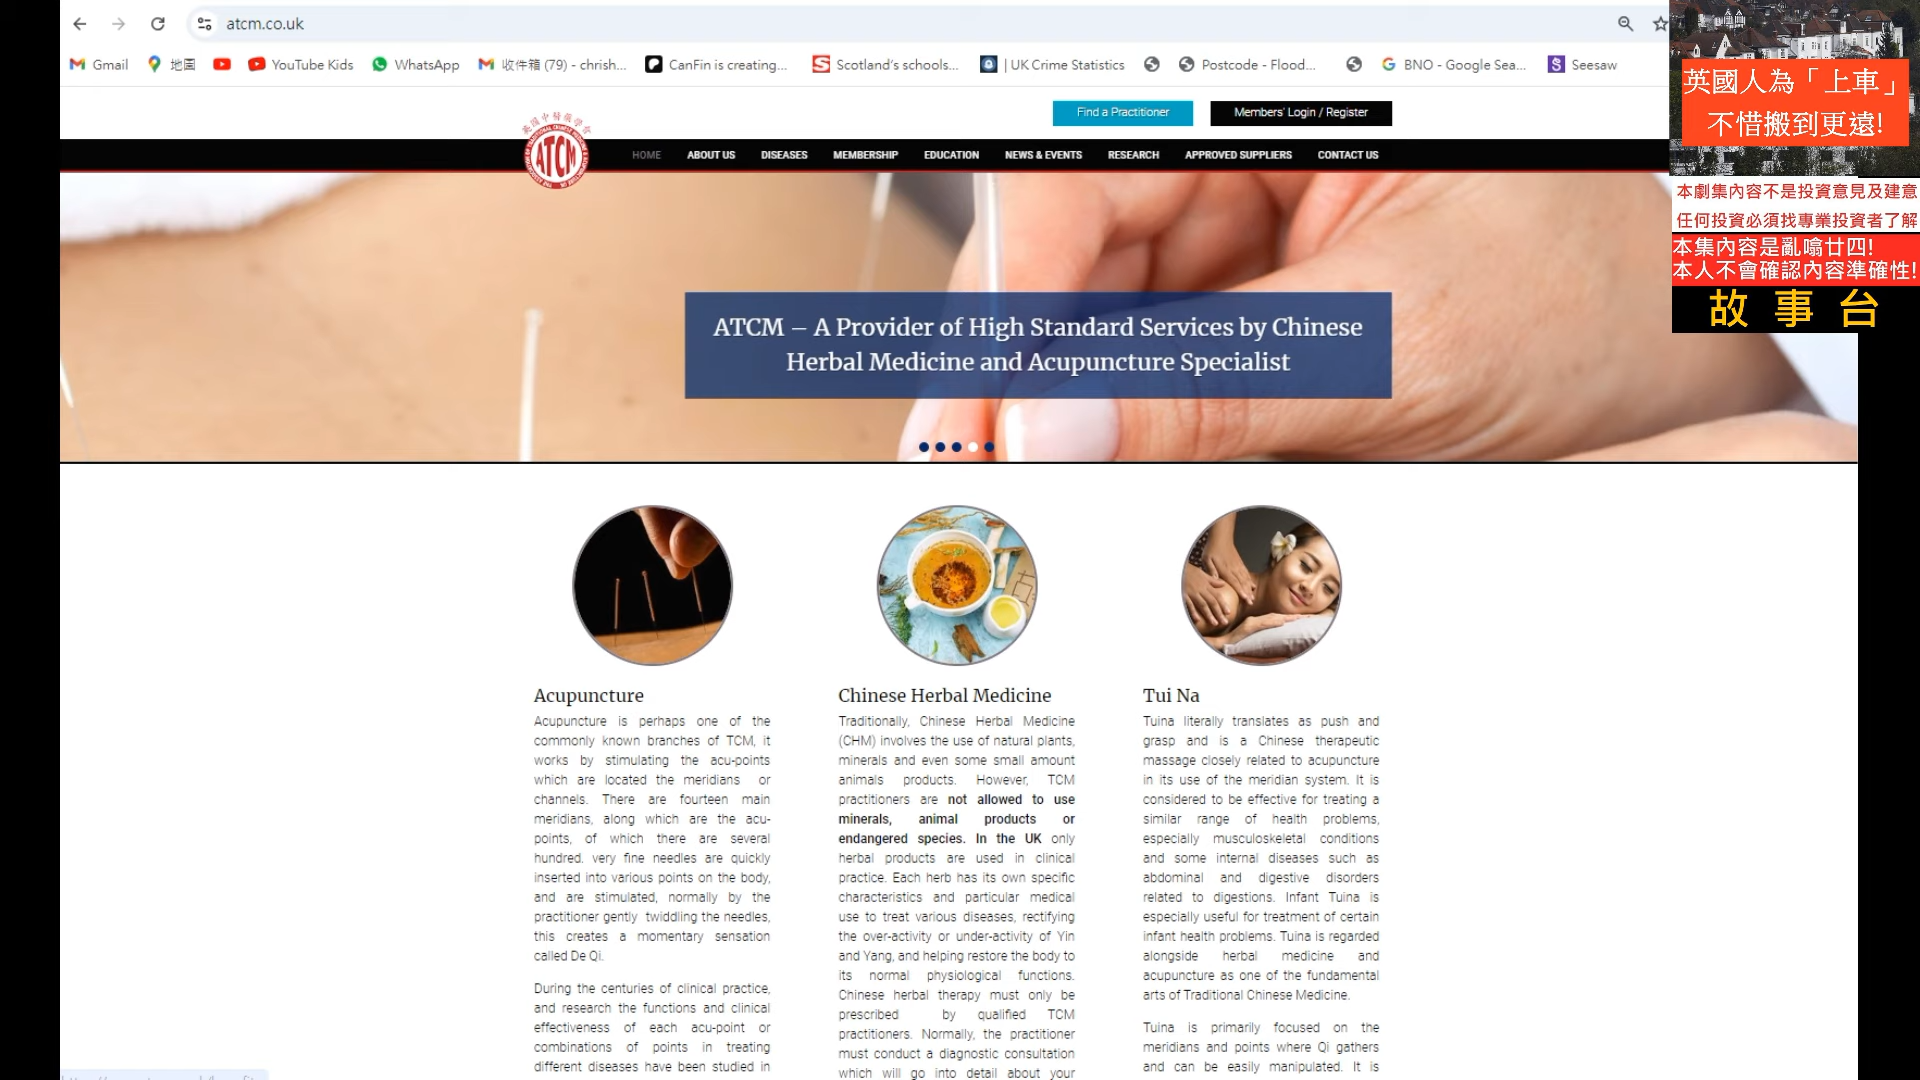 atcm.co.uk
Gmail
地圖
YouTube Kids
WhatsApp
收件箱 (79) - chrish...
CanFin is creating...
Scotland's schools...
| UK Crime Statistics
Postcode - Flood...
BNO - Google Sea...
Seesaw
Find a Practitioner
Members' Login / Register
ATCM
HOME
ABOUT US
DISEASES
MEMBERSHIP
EDUCATION
NEWS & EVENTS
RESEARCH
APPROVED SUPPLIERS
CONTACT US
英國人為「上車」
不惜搬到更遠!
本劇集內容不是投資意見及建意
任何投資必須找專業投資者了解
本集內容是亂噏廿四!
本人不會確認內容準確性!
故 事 台
ATCM – A Provider of High Standard Services by Chinese
Herbal Medicine and Acupuncture Specialist
Acupuncture
Acupuncture is perhaps one of the
commonly known branches of TCM, it
works by stimulating the acu-points
which are located the meridians or
channels. There are fourteen main
meridians, along which are the acu-
points, of which there are several
hundred. very fine needles are quickly
inserted into various points on the body,
and are stimulated, normally by the
practitioner gently twiddling the needles,
this creates a momentary sensation
called De Qi.
During the centuries of clinical practice,
and research the functions and clinical
effectiveness of each acu-point or
combinations of points in treating
different diseases have been studied in
Chinese Herbal Medicine
Traditionally, Chinese Herbal Medicine
(CHM) involves the use of natural plants,
minerals and even some small amount
animals products. However, TCM
practitioners are not allowed to use
minerals, animal products or
endangered species. In the UK only
herbal products are used in clinical
practice. Each herb has its own specific
characteristics and particular medical
use to treat various diseases, rectifying
the over-activity or under-activity of Yin
and Yang, and helping restore the body to
its normal physiological functions.
Chinese herbal therapy must only be
prescribed by qualified TCM
practitioners. Normally, the practitioner
must conduct a diagnostic consultation
which will go into detail about your
Tui Na
Tuina literally translates as push and
grasp and is a Chinese therapeutic
massage closely related to acupuncture
in its use of the meridian system. It is
considered to be effective for treating a
similar range of health problems,
especially musculoskeletal conditions
and some internal diseases such as
abdominal and digestive disorders
related to digestions. Infant Tuina is
especially useful for treatment of certain
infant health problems. Tuina is regarded
alongside herbal medicine and
acupuncture as one of the fundamental
arts of Traditional Chinese Medicine.
Tuina is primarily focused on the
meridians and points where Qi gathers
and can be easily manipulated. It is